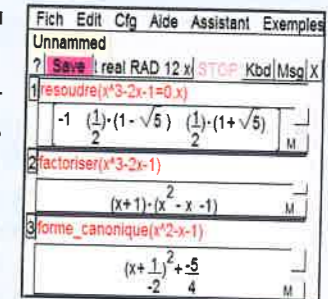 Fich Edit Cfg Aide Assistant Exemples
Unnammed
? Save : real RAD 12 x STOP Kbd Msg X
1 resoudre(x^3-2x-1=0,x)
[-1 (1/2)·(1-√5) (1/2)·(1+√5)]
M
2 factoriser(x^3-2x-1)
(x+1)·(x²-x-1)
M
3 forme_canonique(x^2-x-1)
(x+1/-2)²+-5/4
M